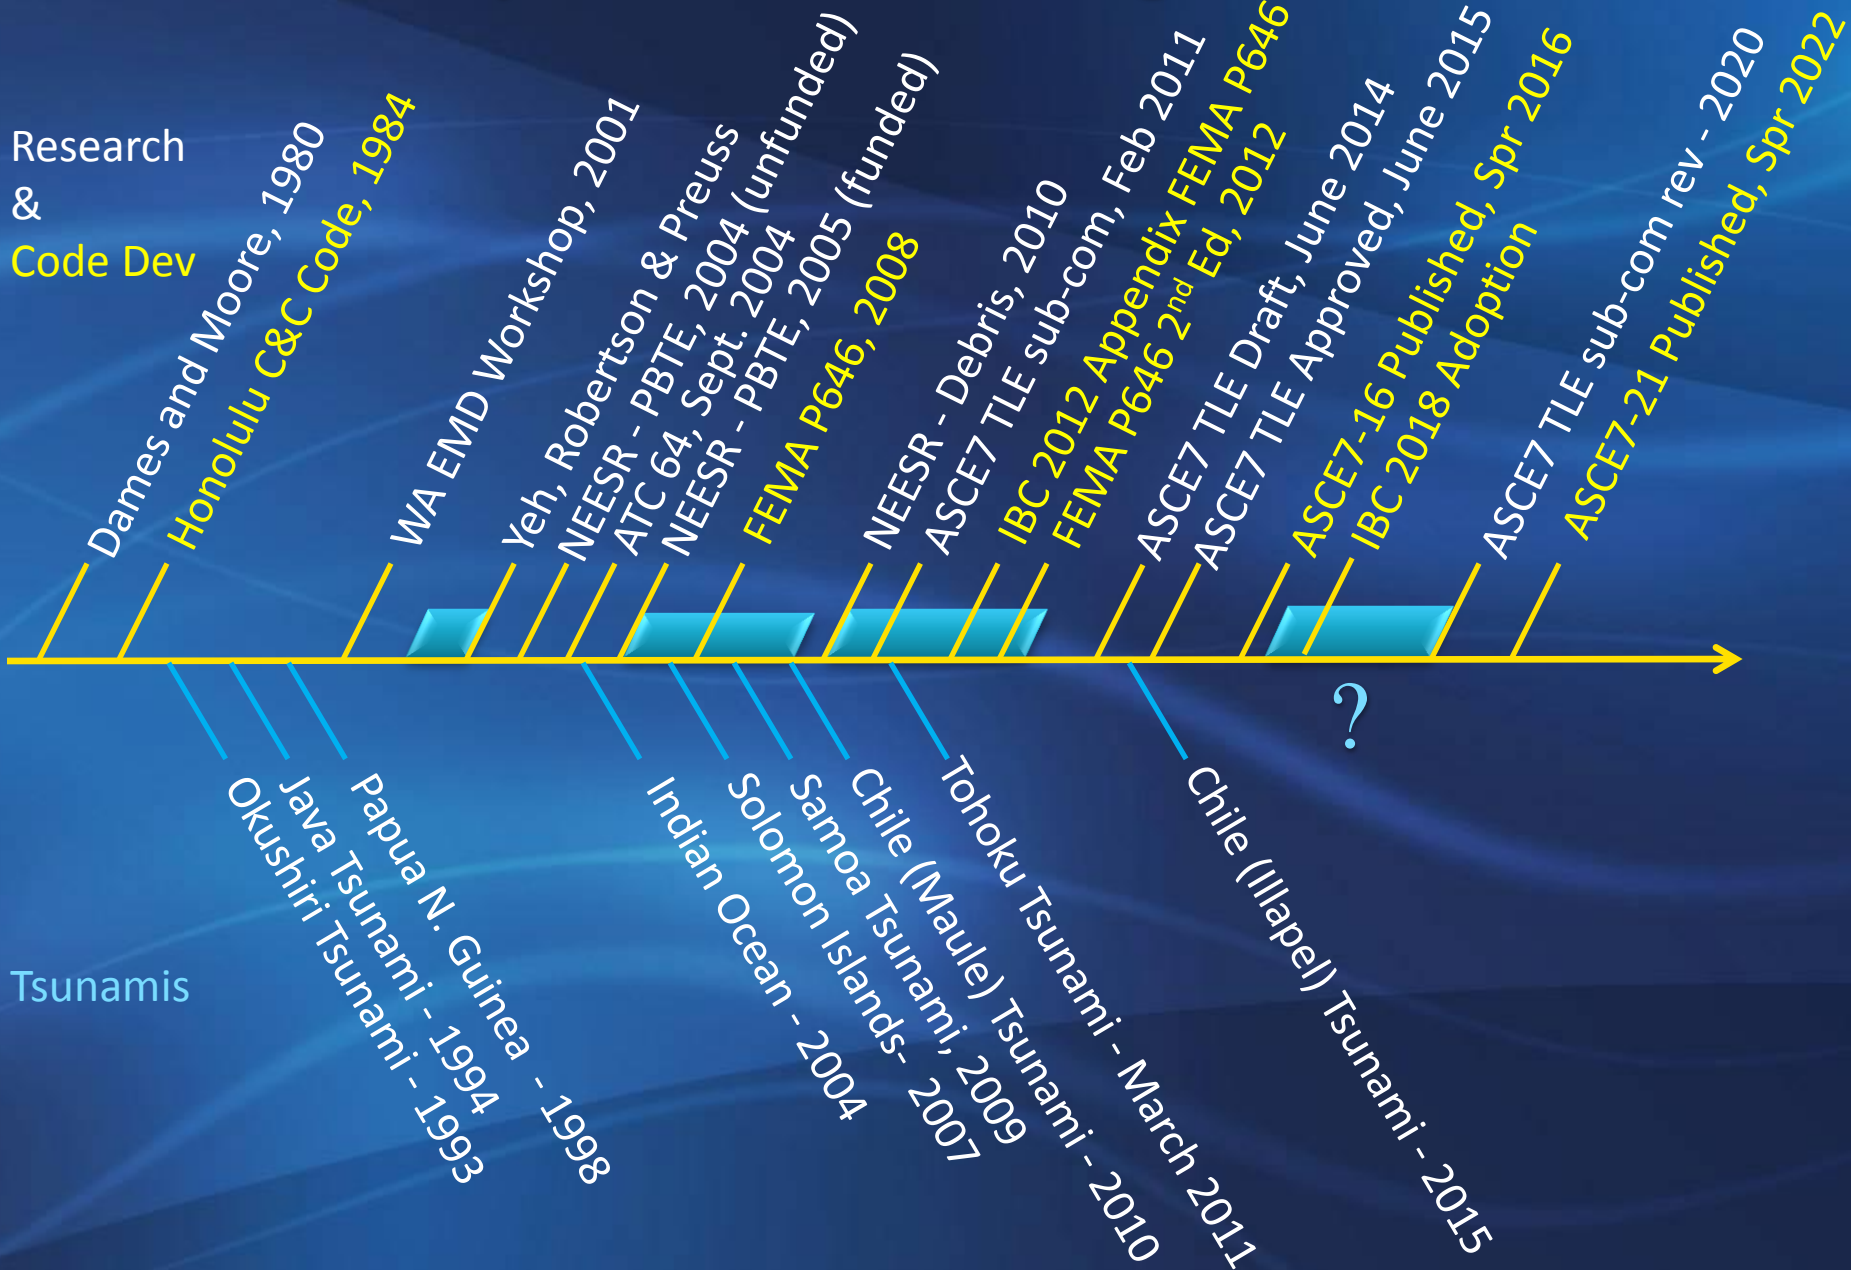 Research
&
Code Dev
Dames and Moore, 1980
Honolulu C&C Code, 1984
WA EMD Workshop, 2001
Yeh, Robertson & Preuss
NEESR - PBTE, 2004 (unfunded)
ATC 64, Sept. 2004
NEESR - PBTE, 2005 (funded)
FEMA P646, 2008
NEESR - Debris, 2010
ASCE7 TLE sub-com, Feb 2011
IBC 2012 Appendix FEMA P646
FEMA P646 2nd Ed, 2012
ASCE7 TLE Draft, June 2014
ASCE7 TLE Approved, June 2015
ASCE7-16 Published, Spr 2016
IBC 2018 Adoption
ASCE7 TLE sub-com rev - 2020
ASCE7-21 Published, Spr 2022
?
Tsunamis
Okushiri Tsunami - 1993
Java Tsunami - 1994
Papua N. Guinea - 1998
Indian Ocean - 2004
Solomon Islands- 2007
Samoa Tsunami, 2009
Chile (Maule) Tsunami - 2010
Tohoku Tsunami - March 2011
Chile (Illapel) Tsunami - 2015